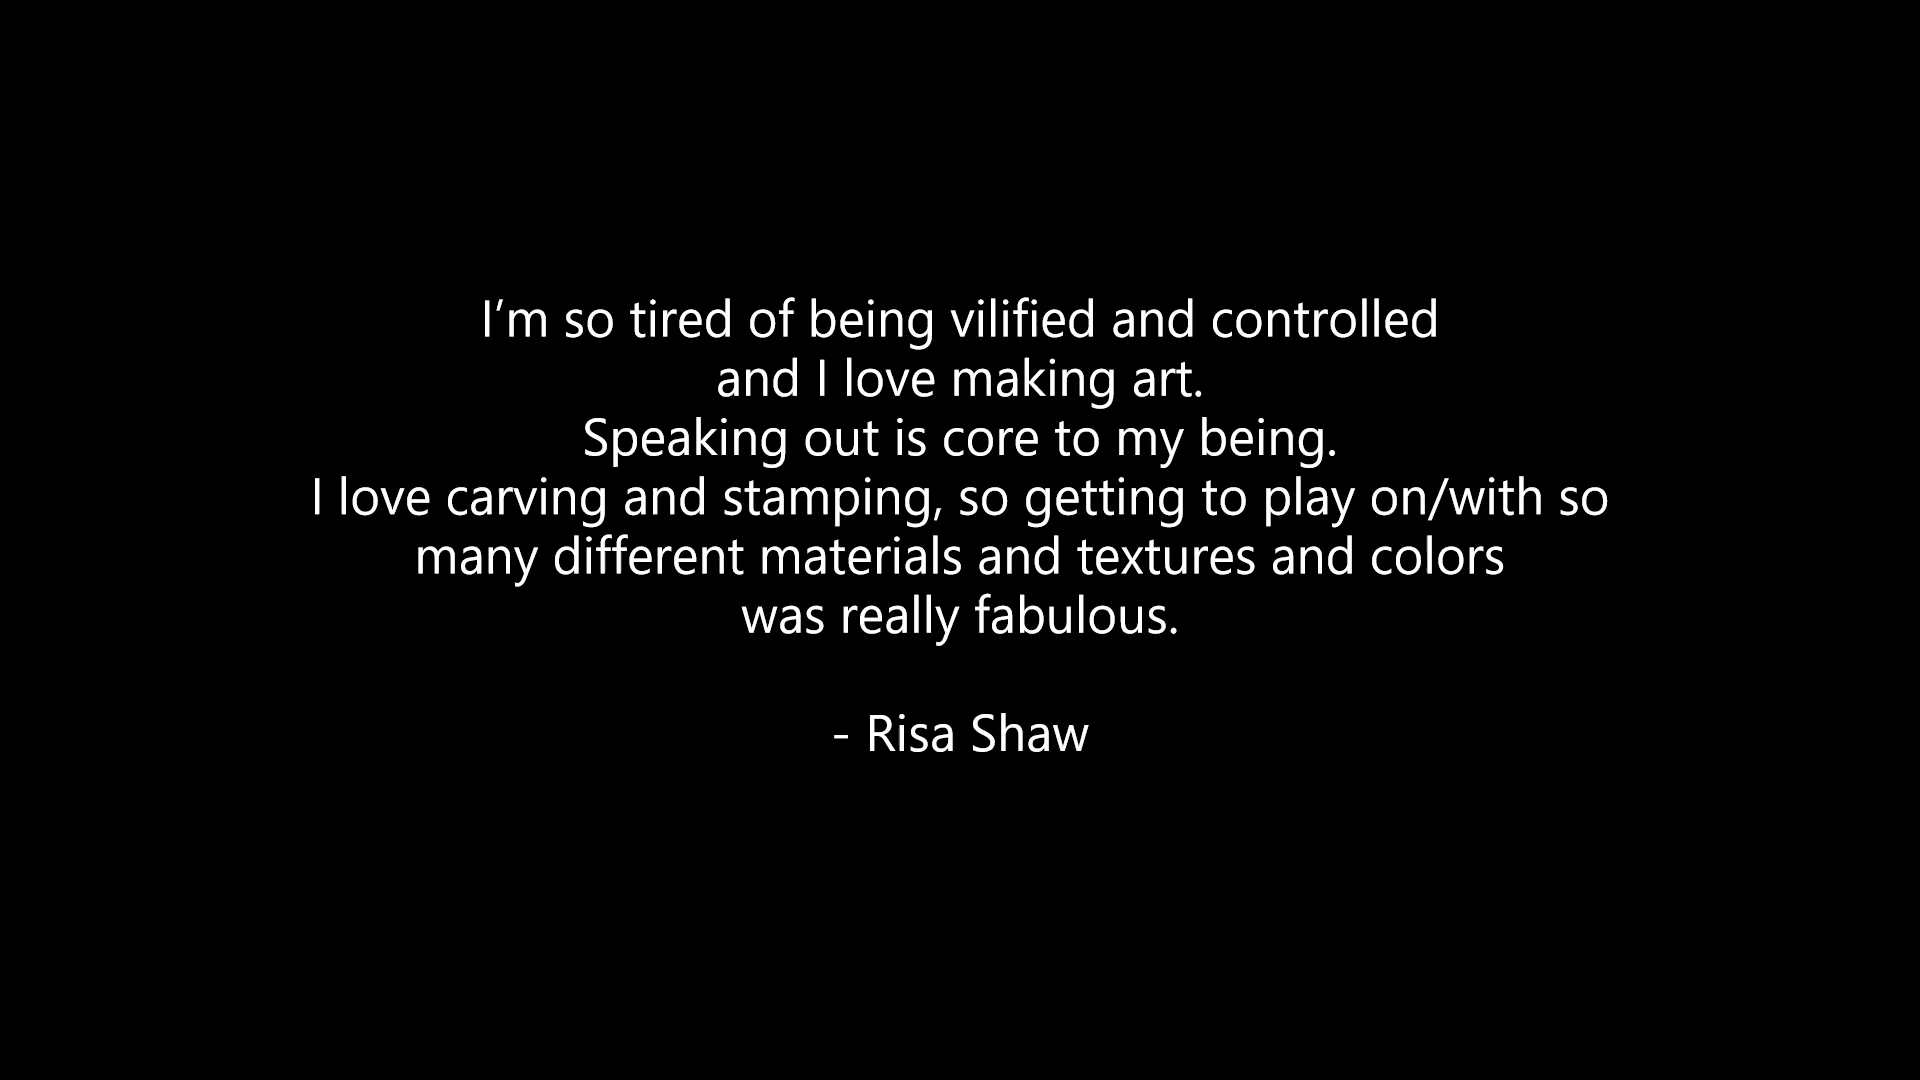 I’m so tired of being vilified and controlled
and I love making art.
Speaking out is core to my being.
I love carving and stamping, so getting to play on/with so
many different materials and textures and colors
was really fabulous.
- Risa Shaw